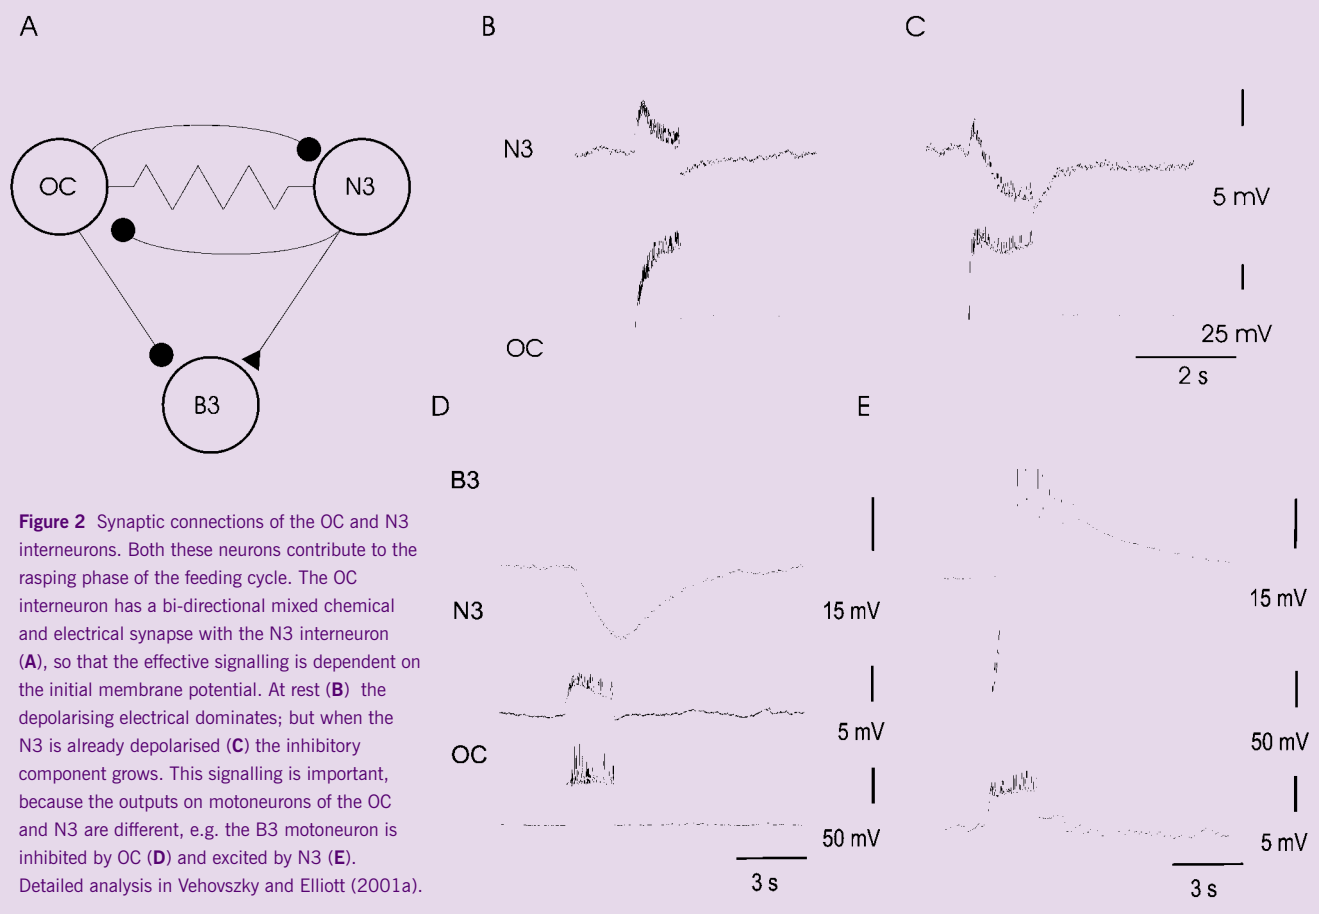 A
B
C
OC
N3
B3
N3
OC
5 mV
25 mV
2 s
D
E
B3
N3
OC
15 mV
5 mV
50 mV
3 s
15 mV
50 mV
5 mV
3 s
Figure 2 Synaptic connections of the OC and N3
interneurons. Both these neurons contribute to the
rasping phase of the feeding cycle. The OC
interneuron has a bi-directional mixed chemical
and electrical synapse with the N3 interneuron
(A), so that the effective signalling is dependent on
the initial membrane potential. At rest (B) the
depolarising electrical dominates; but when the
N3 is already depolarised (C) the inhibitory
component grows. This signalling is important,
because the outputs on motoneurons of the OC
and N3 are different, e.g. the B3 motoneuron is
inhibited by OC (D) and excited by N3 (E).
Detailed analysis in Vehovszky and Elliott (2001a).